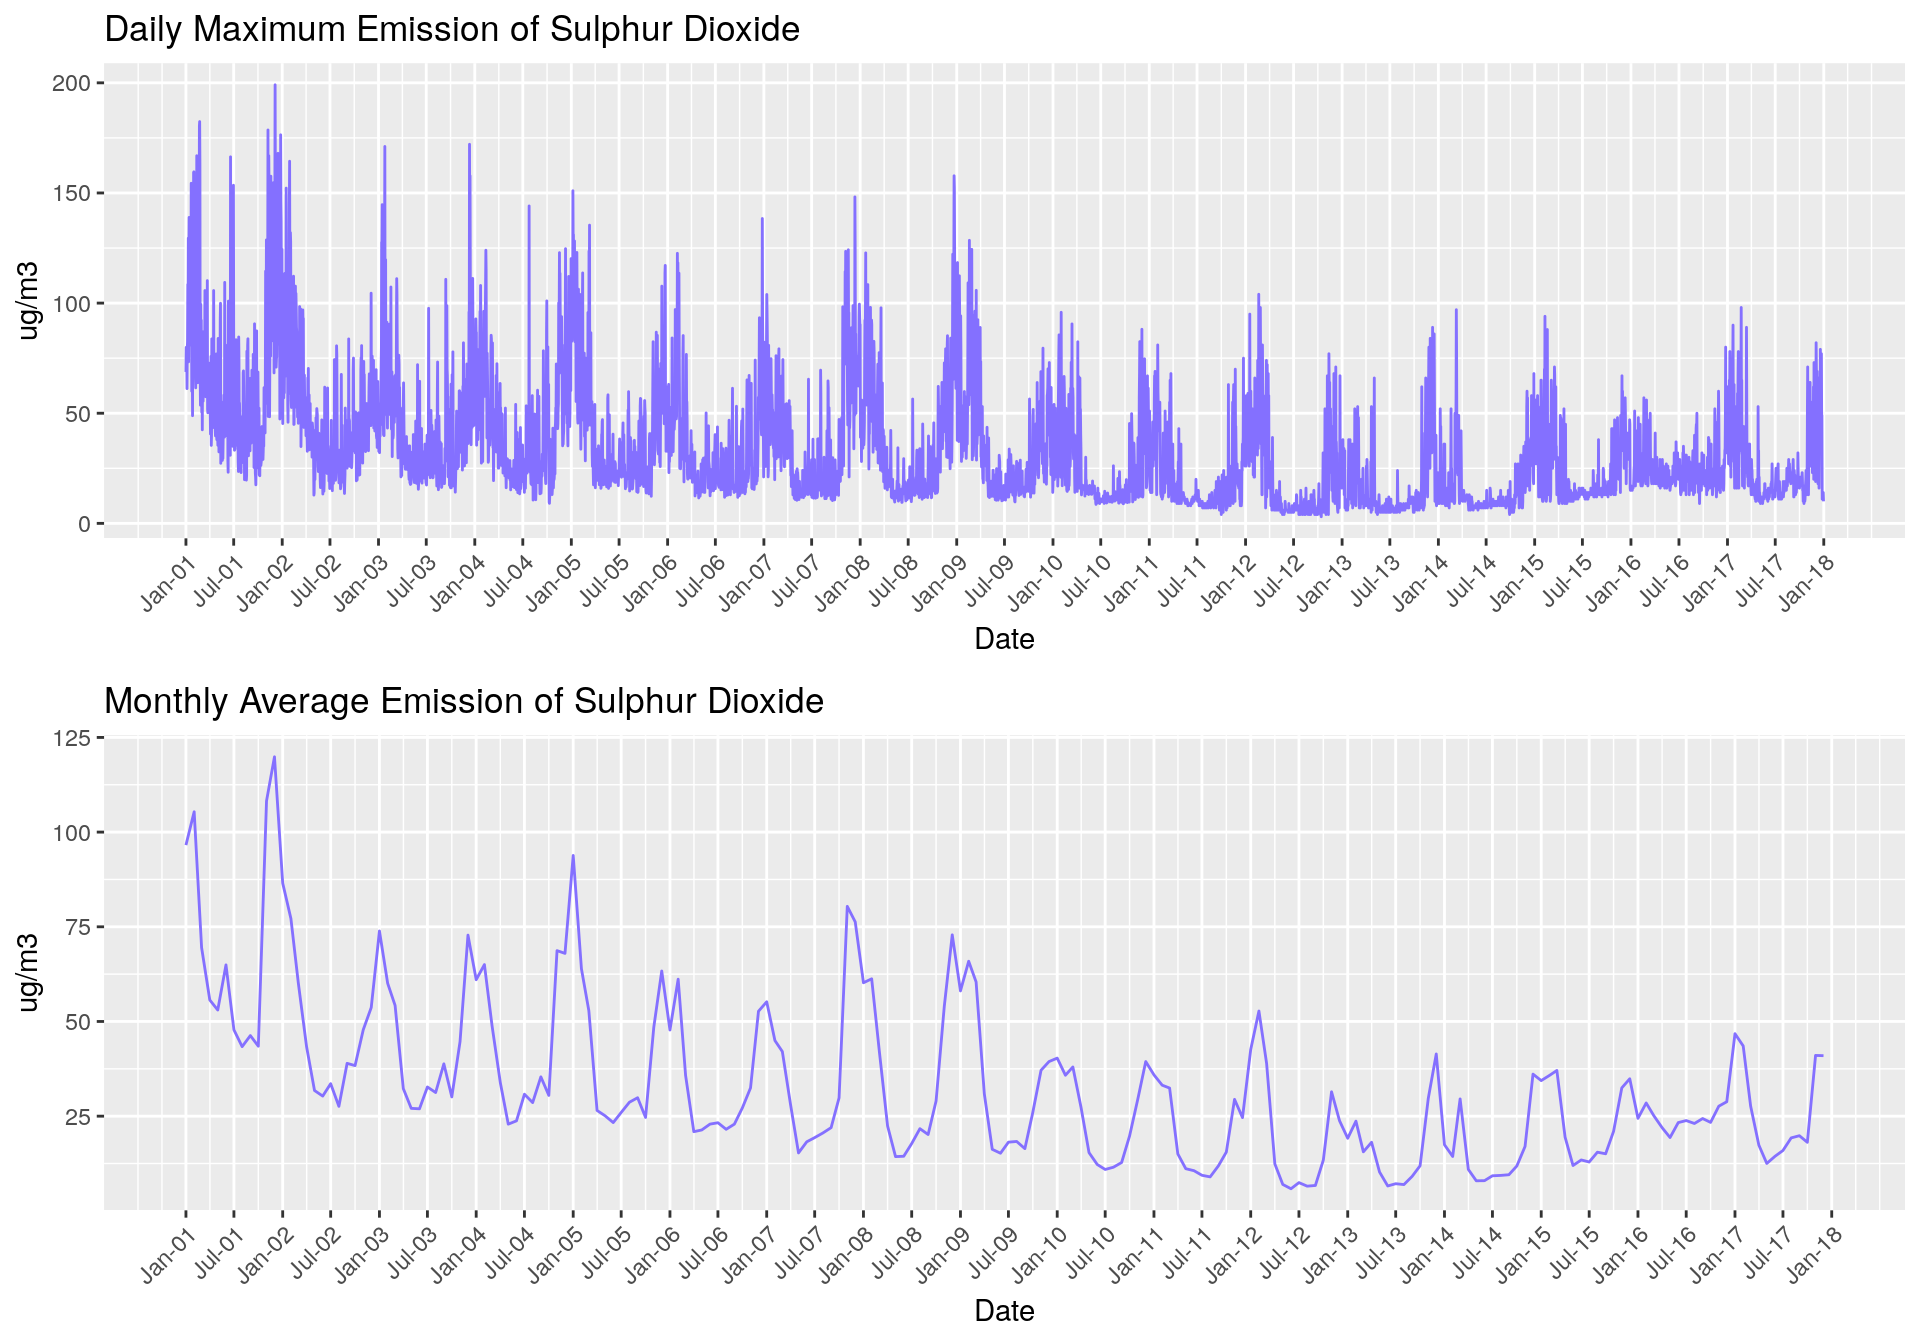 Daily Maximum Emission of Sulphur Dioxide
200
150
100
50
0
ug/m3
Jan-01 Jul-01 Jan-02 Jul-02 Jan-03 Jul-03 Jan-04 Jul-04 Jan-05 Jul-05 Jan-06 Jul-06 Jan-07 Jul-07 Jan-08 Jul-08 Jan-09 Jul-09 Jan-10 Jul-10 Jan-11 Jul-11 Jan-12 Jul-12 Jan-13 Jul-13 Jan-14 Jul-14 Jan-15 Jul-15 Jan-16 Jul-16 Jan-17 Jul-17 Jan-18
Date
Monthly Average Emission of Sulphur Dioxide
125
100
75
50
25
ug/m3
Jan-01 Jul-01 Jan-02 Jul-02 Jan-03 Jul-03 Jan-04 Jul-04 Jan-05 Jul-05 Jan-06 Jul-06 Jan-07 Jul-07 Jan-08 Jul-08 Jan-09 Jul-09 Jan-10 Jul-10 Jan-11 Jul-11 Jan-12 Jul-12 Jan-13 Jul-13 Jan-14 Jul-14 Jan-15 Jul-15 Jan-16 Jul-16 Jan-17 Jul-17 Jan-18
Date